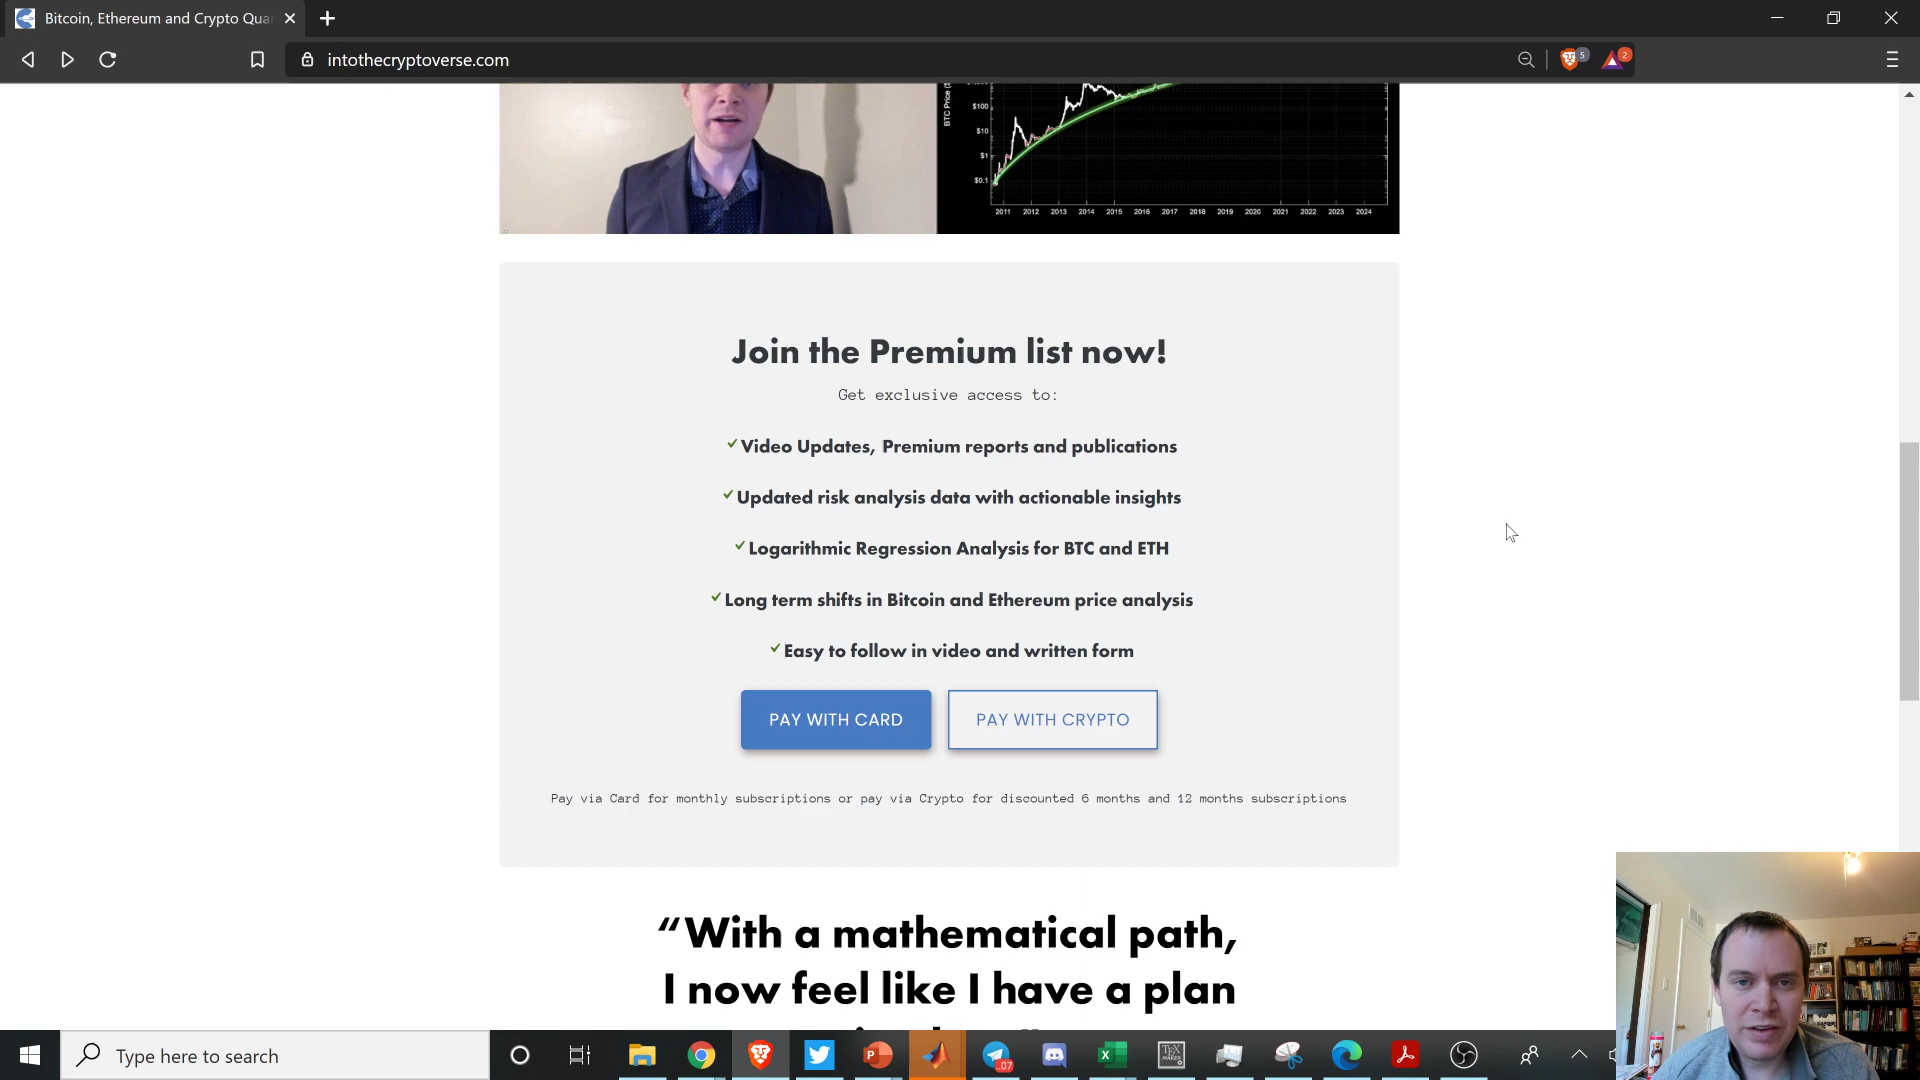 Bitcoin, Ethereum and Crypto Qua
intothecryptoverse.com
5
2
BTC Price ($
$100
$10
$1
$0.1
2011 2012 2013 2014 2015 2016 2017 2018 2019 2020 2021 2022 2023 2024
Join the Premium list now!
Get exclusive access to:
Video Updates, Premium reports and publications
Updated risk analysis data with actionable insights
Logarithmic Regression Analysis for BTC and ETH
Long term shifts in Bitcoin and Ethereum price analysis
Easy to follow in video and written form
PAY WITH CARD
PAY WITH CRYPTO
Pay via Card for monthly subscriptions or pay via Crypto for discounted 6 months and 12 months subscriptions
“With a mathematical path,
I now feel like I have a plan
Type here to search